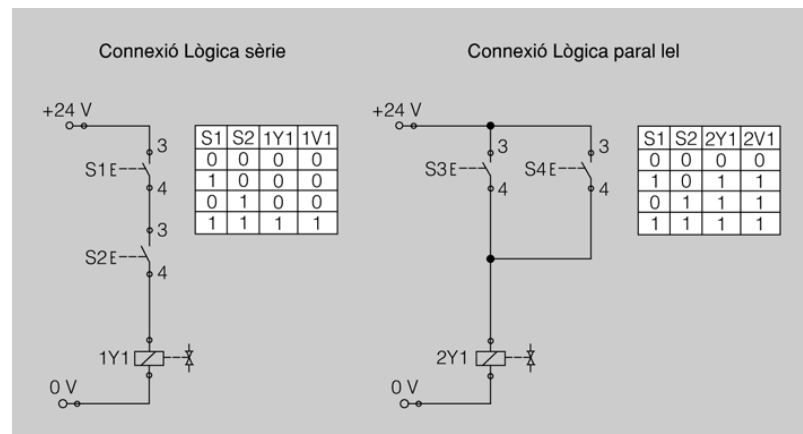 Connexió Lògica sèrie
+24 V
S1 E
3
4
S2 E
3
4
1Y1
0 V
S1 S2 1Y1 1V1
0 0 0 0
1 0 0 0
0 1 0 0
1 1 1 1
Connexió Lògica paral lel
+24 V
S3 E
3
4
S4 E
3
4
2Y1
0 V
S1 S2 2Y1 2V1
0 0 0 0
1 0 1 1
0 1 1 1
1 1 1 1